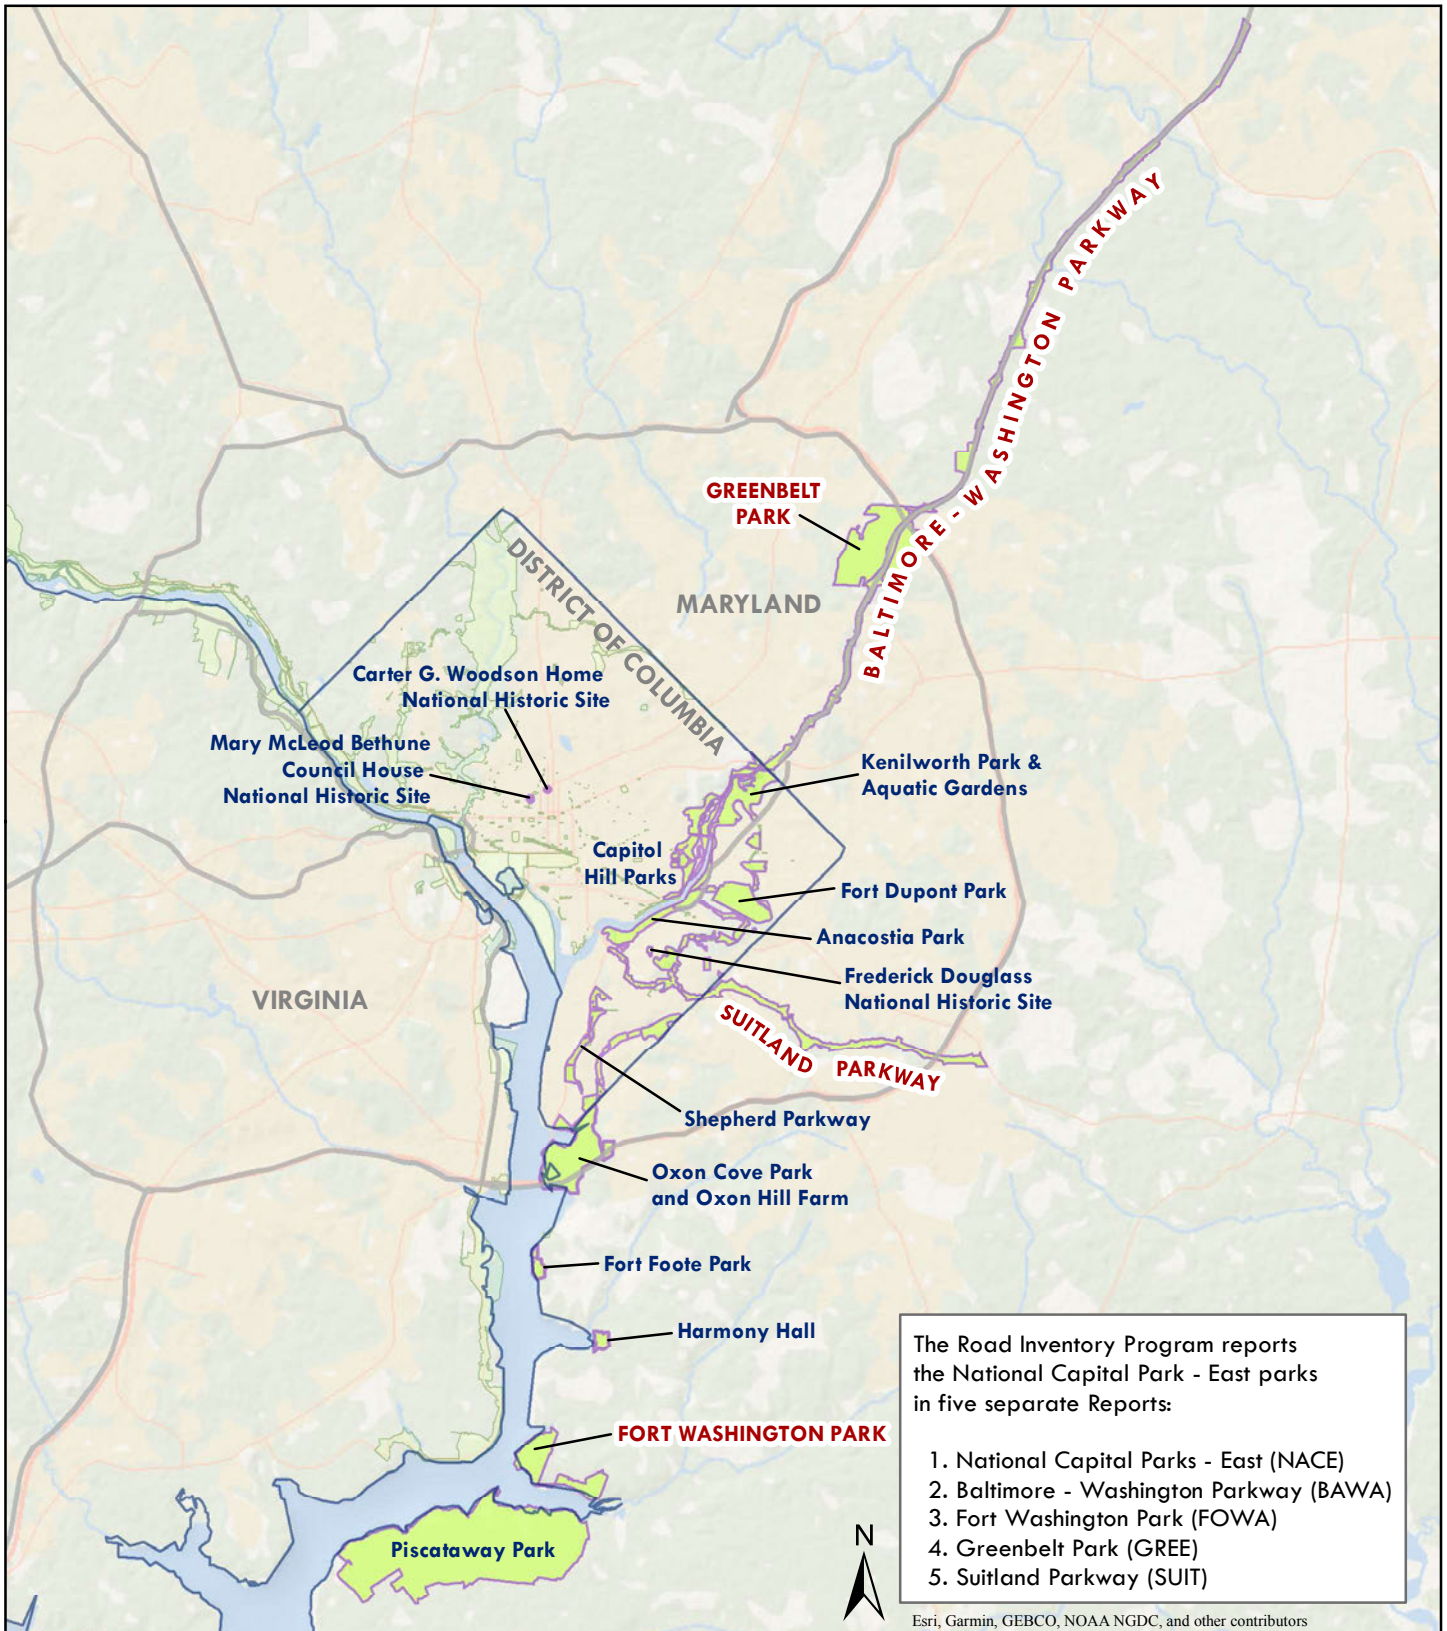 BALTIMORE - WASHINGTON PARKWAY
GREENBELT
PARK
DISTRICT OF COLUMBIA
MARYLAND
Carter G. Woodson Home
National Historic Site
Mary McLeod Bethune
Council House
National Historic Site
Kenilworth Park &
Aquatic Gardens
Capitol
Hill Parks
Fort Dupont Park
Anacostia Park
Frederick Douglass
National Historic Site
VIRGINIA
SUITLAND PARKWAY
Shepherd Parkway
Oxon Cove Park
and Oxon Hill Farm
Fort Foote Park
Harmony Hall
FORT WASHINGTON PARK
Piscataway Park
The Road Inventory Program reports
the National Capital Park - East parks
in five separate Reports:
1. National Capital Parks - East (NACE)
2. Baltimore - Washington Parkway (BAWA)
3. Fort Washington Park (FOWA)
4. Greenbelt Park (GREE)
5. Suitland Parkway (SUIT)
N
Esri, Garmin, GEBCO, NOAA NGDC, and other contributors